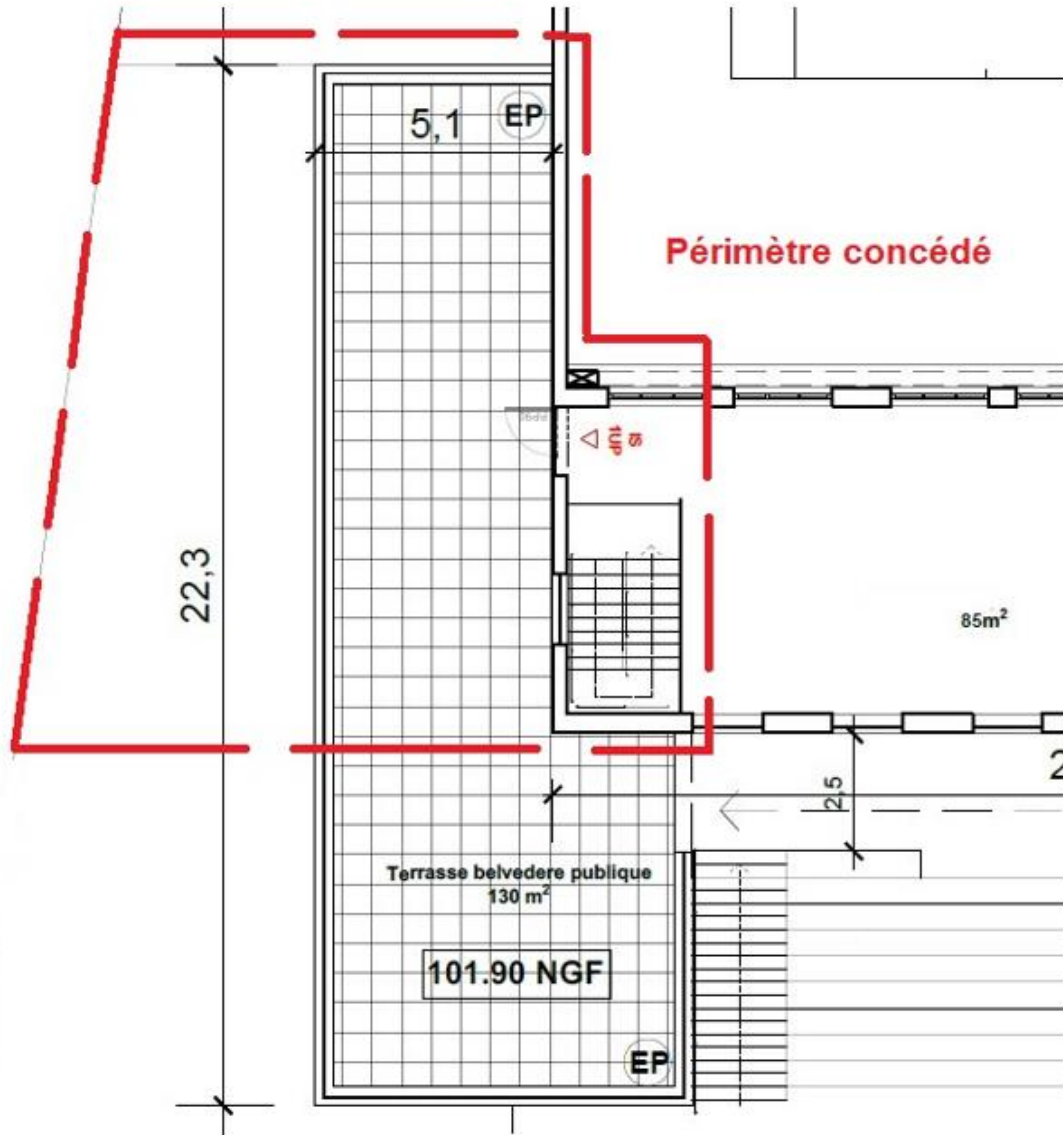 5,1
EP
Périmètre concédé
IS
1UP
22,3
85m²
2
2,5
Terrasse belvedere publique
130 m²
101.90 NGF
EP